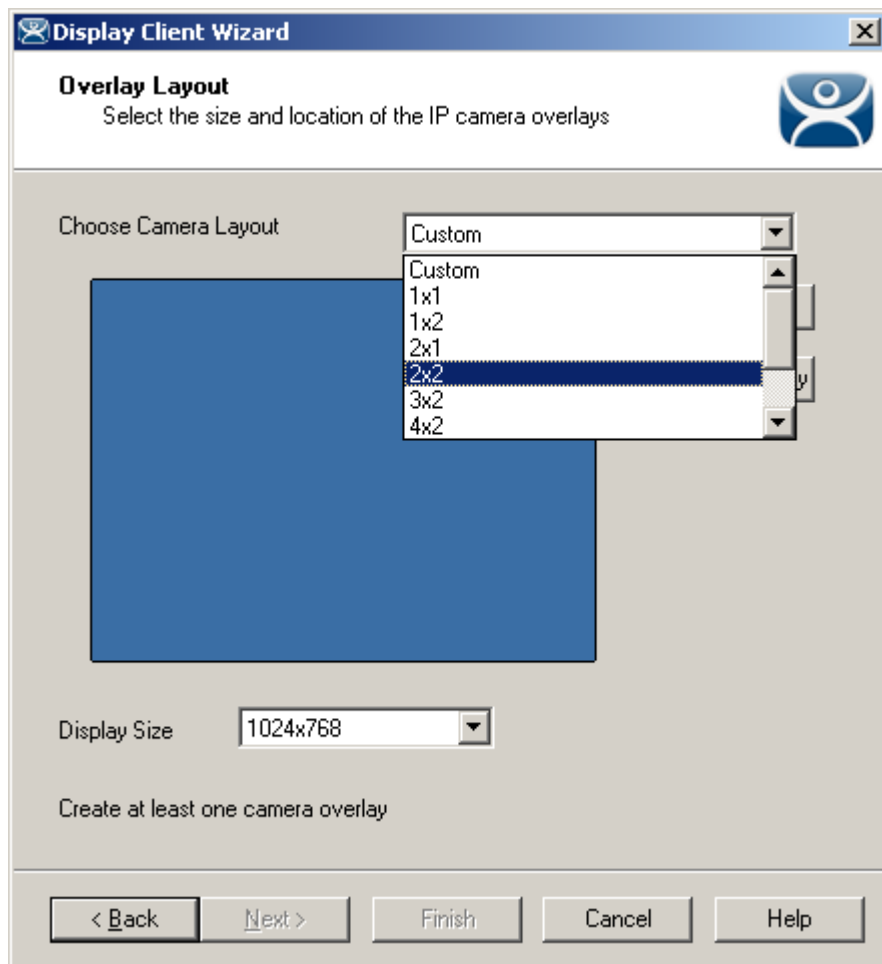 Display Client Wizard
Overlay Layout
Select the size and location of the IP camera overlays
Choose Camera Layout
Custom
Custom
1x1
1x2
2x1
2x2
3x2
4x2
Display Size
1024x768
Create at least one camera overlay
< Back
Next >
Finish
Cancel
Help